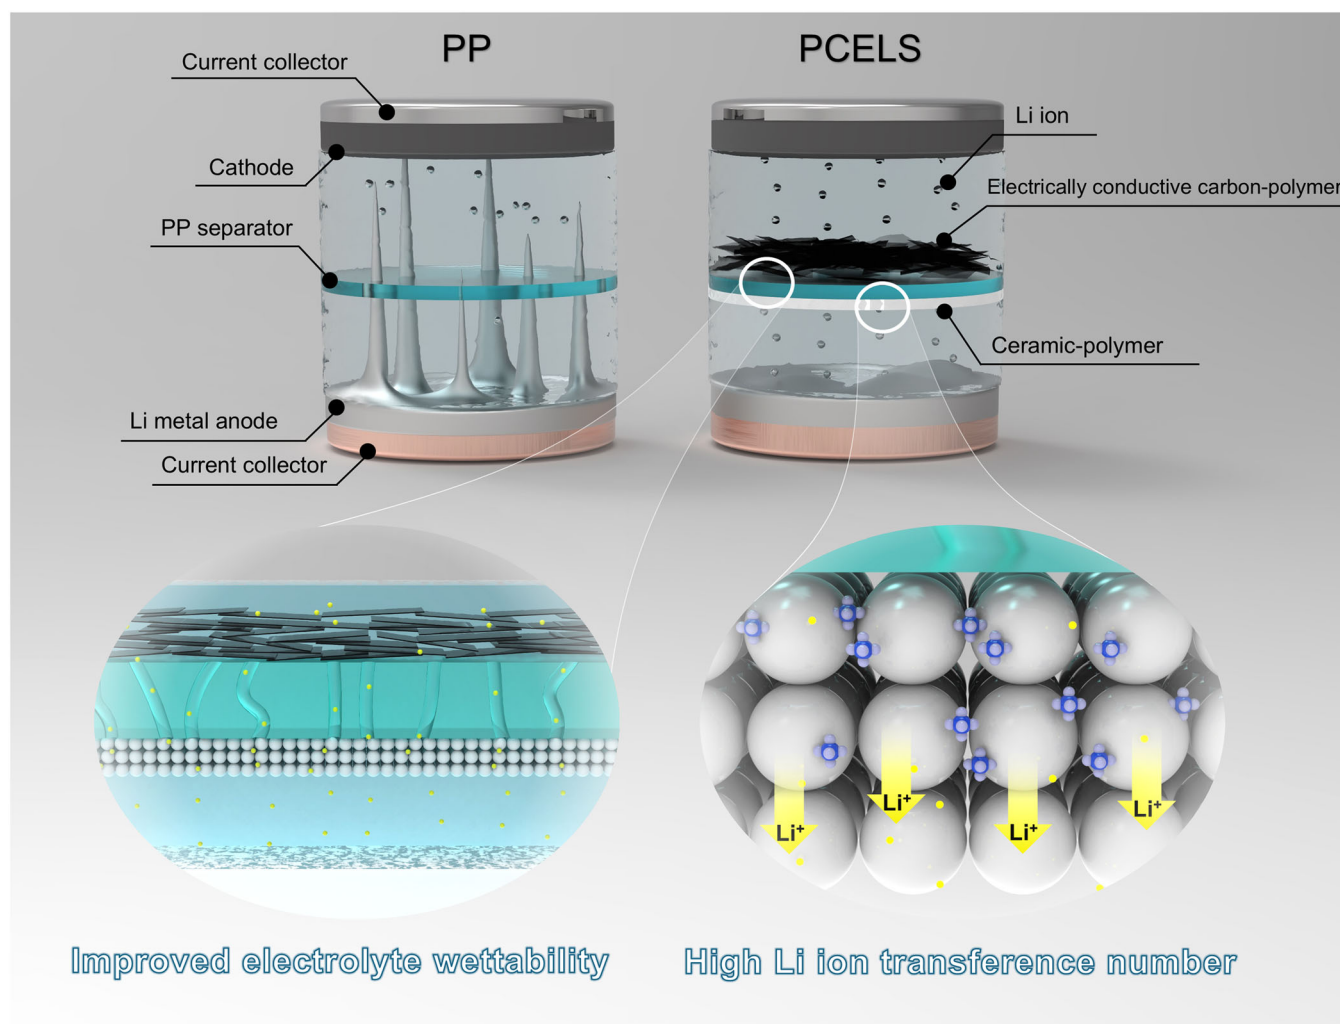 PP
PCELS
Current collector
Cathode
PP separator
Li metal anode
Current collector
Li ion
Electrically conductive carbon-polymer
Ceramic-polymer
Li⁺
Li⁺
Li⁺
Li⁺
Improved electrolyte wettability
High Li ion transference number